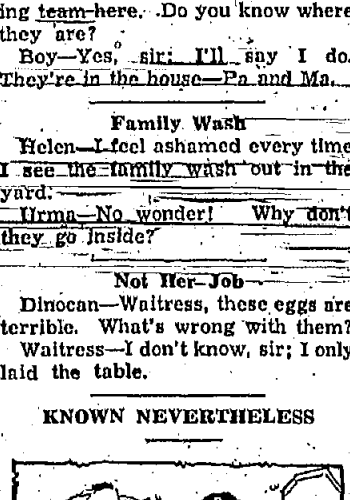 ing team here. Do you know where
they are?
Boy—Yes, sir; I'll say I do.
They're in the house—Pa and Ma.
Family Wash
Helen—I feel ashamed every time
I see the family wash out in the
yard.
Urma—No wonder! Why don't
they go inside?
Not Her Job
Dinocan—Waitress, these eggs are
terrible. What's wrong with them?
Waitress—I don't know, sir; I only
laid the table.
KNOWN NEVERTHELESS